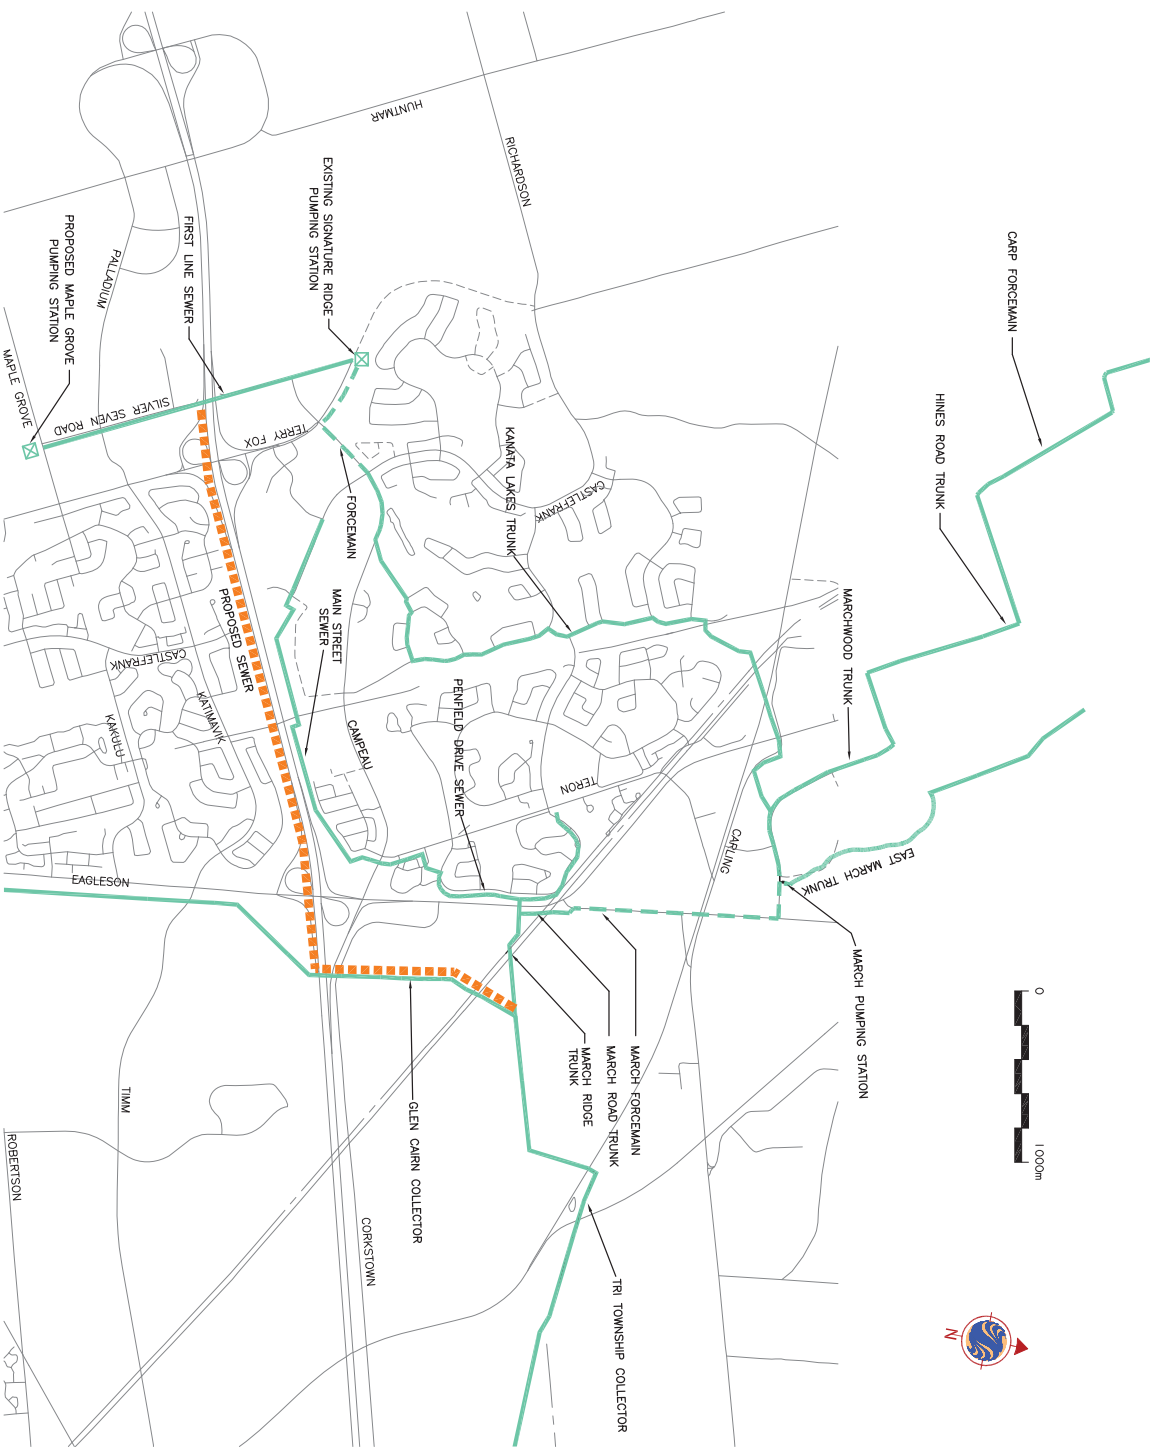 HUNTMAR
RICHARDSON
EXISTING SIGNATURE RIDGE
PUMPING STATION
FIRST LINE SEWER
PROPOSED MAPLE GROVE
PUMPING STATION
PALLADIUM
MAPLE GROVE
SILVER SEVEN ROAD
TERRY FOX
FORCEMAIN
KANATA LAKES TRUNK
CASTLEFRANK
CARP FORCEMAIN
HINES ROAD TRUNK
MARCHWOOD TRUNK
MAIN STREET
SEWER
PROPOSED SEWER
CASTLEFRANK
KATIMAVIK
KAKULU
CAMPEAU
PENFIELD DRIVE SEWER
TERON
CARLING
EAST MARCH TRUNK
EAGLESON
MARCH PUMPING STATION
MARCH FORCEMAIN
MARCH ROAD TRUNK
MARCH RIDGE
TRUNK
GLEN CAIRN COLLECTOR
TIMM
ROBERTSON
CORKSTOWN
TRI TOWNSHIP COLLECTOR
0
1000m
N